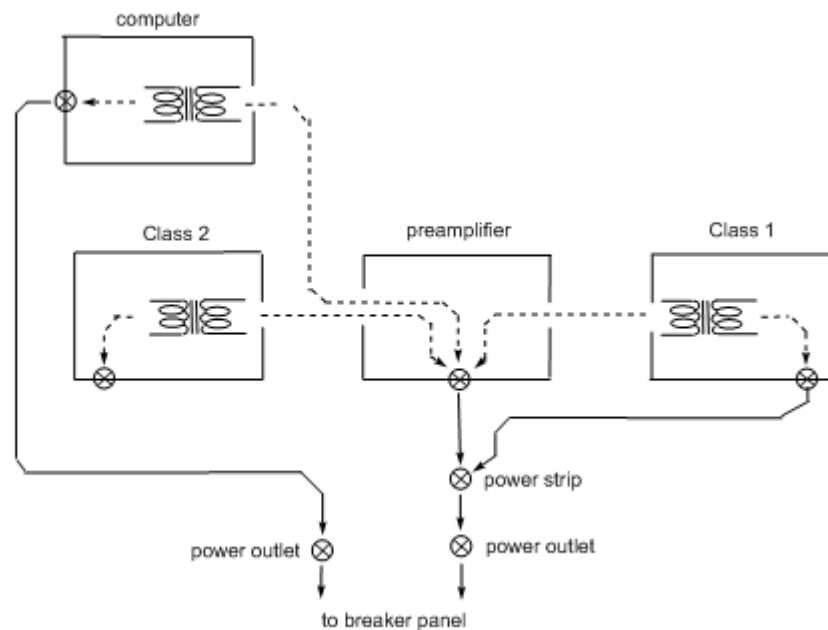 computer
Class 2
preamplifier
Class 1
power strip
power outlet
power outlet
to breaker panel